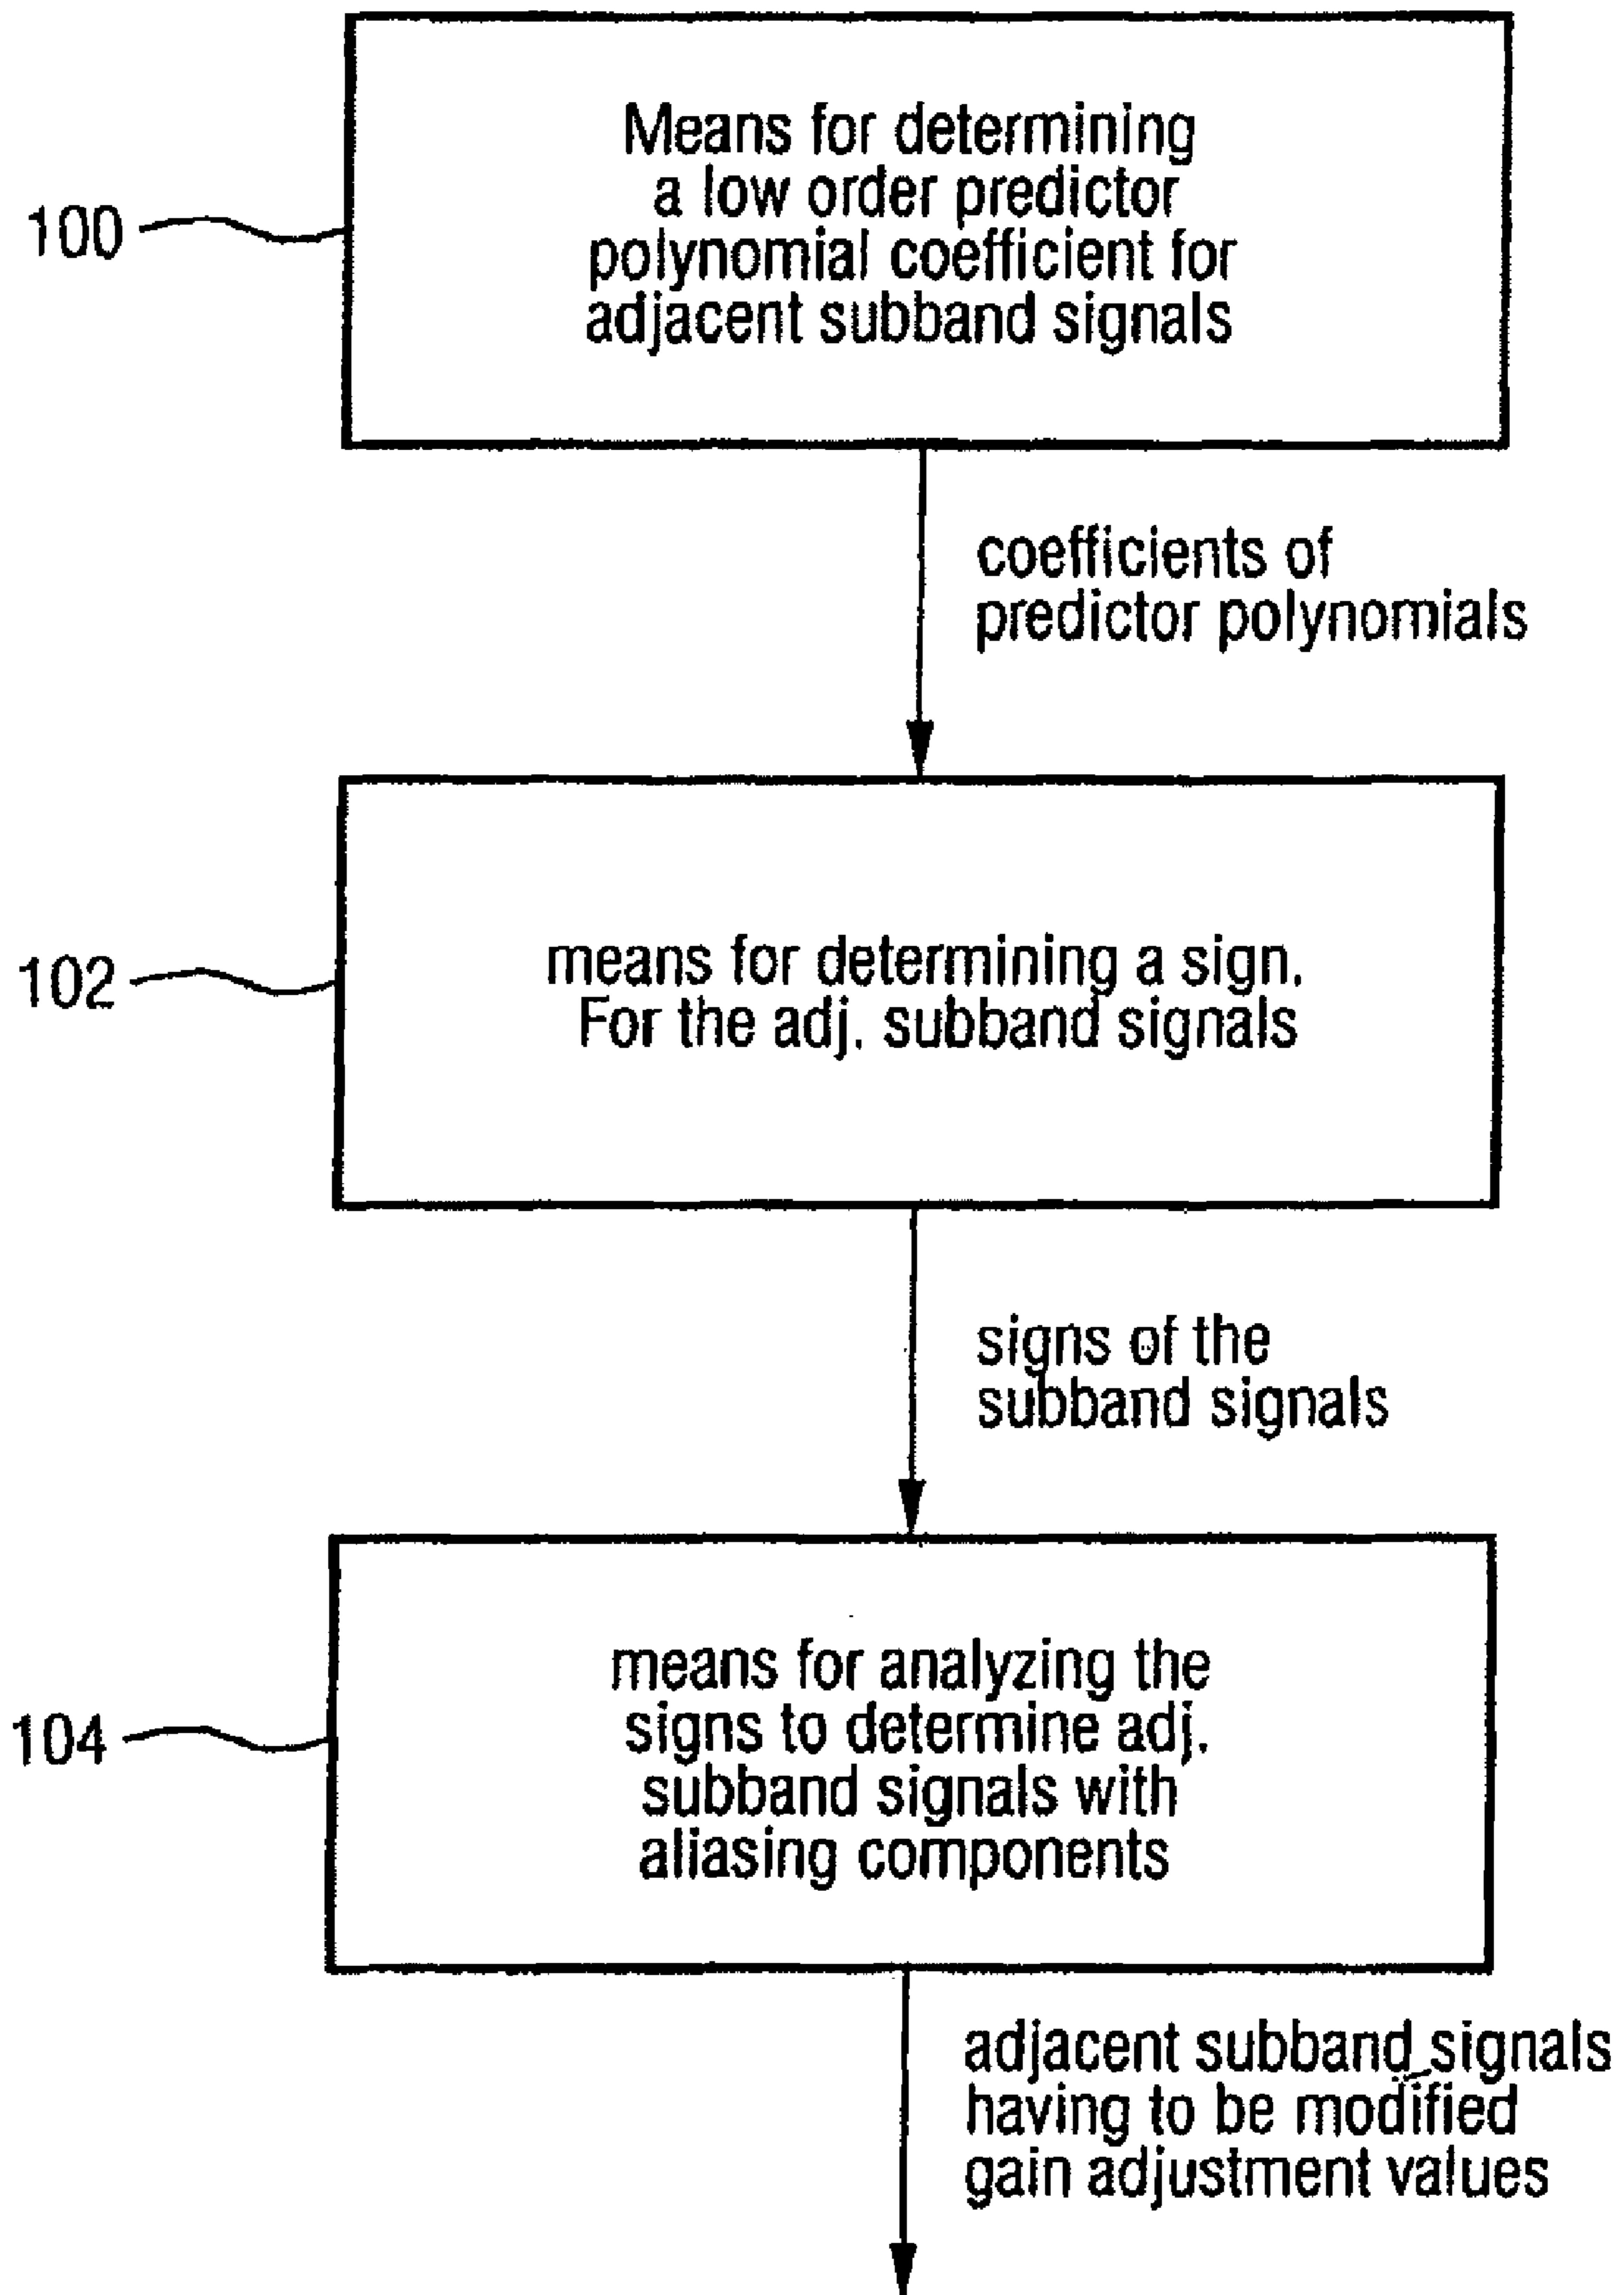 Means for determining
a low order predictor
polynomial coefficient for
adjacent subband signals
100
coefficients of
predictor polynomials
means for determining a sign.
For the adj. subband signals
102
signs of the
subband signals
means for analyzing the
signs to determine adj.
subband signals with
aliasing components
104
adjacent subband signals
having to be modified
gain adjustment values